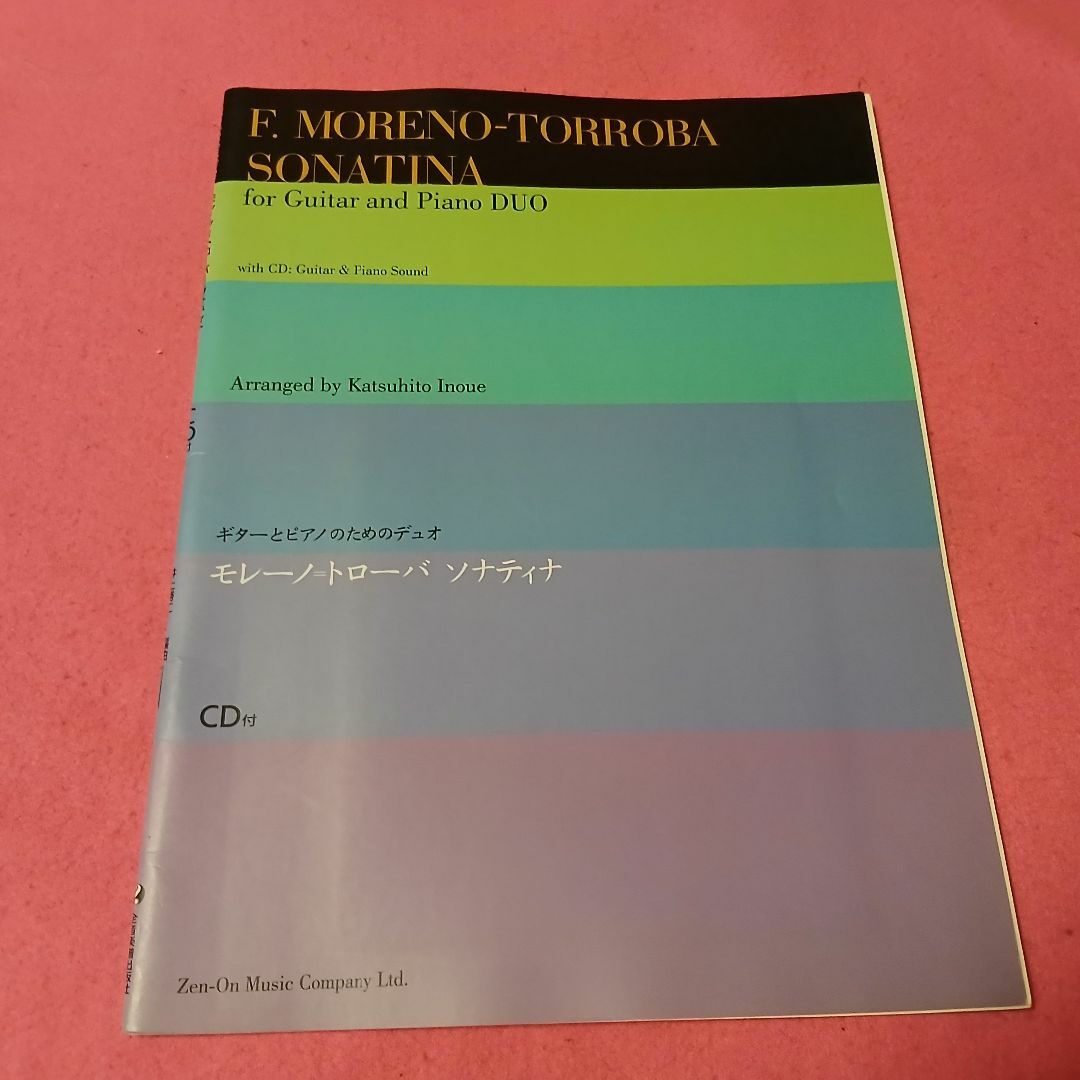 F. MORENO-TORROBA
SONATINA
for Guitar and Piano DUO
with CD: Guitar & Piano Sound
Arranged by Katsuhito Inoue
ギターとピアノのためのデュオ
モレーノ=トローバ ソナティナ
CD付
Zen-On Music Company Ltd.